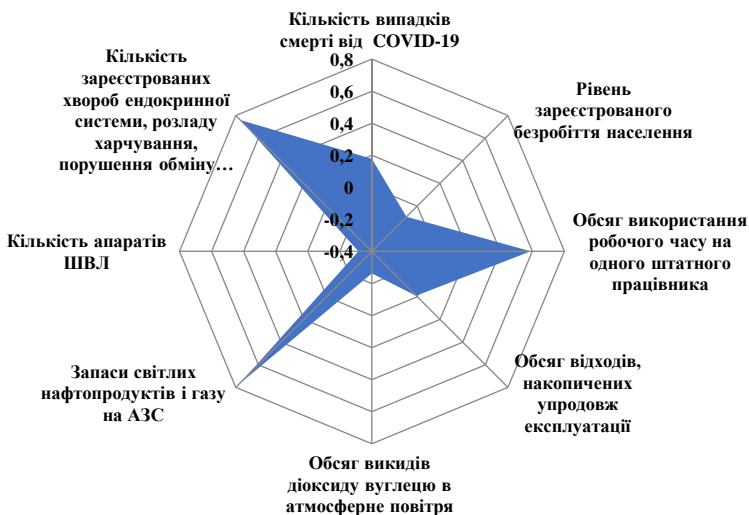 Кількість випадків
смерті від COVID-19
Рівень
зареєстрованого
безробіття населення
Обсяг використання
робочого часу на
одного штатного
працівника
Обсяг відходів,
накопичених
упродовж
експлуатації
Обсяг викидів
діоксиду вуглецю в
атмосферне повітря
Запаси світлих
нафтопродуктів і газу
на АЗС
Кількість апаратів
ШВЛ
Кількість
зареєстрованих
хвороб ендокринної
системи, розладу
харчування,
порушення обміну…
0,8
0,6
0,4
0,2
0
-0,2
-0,4